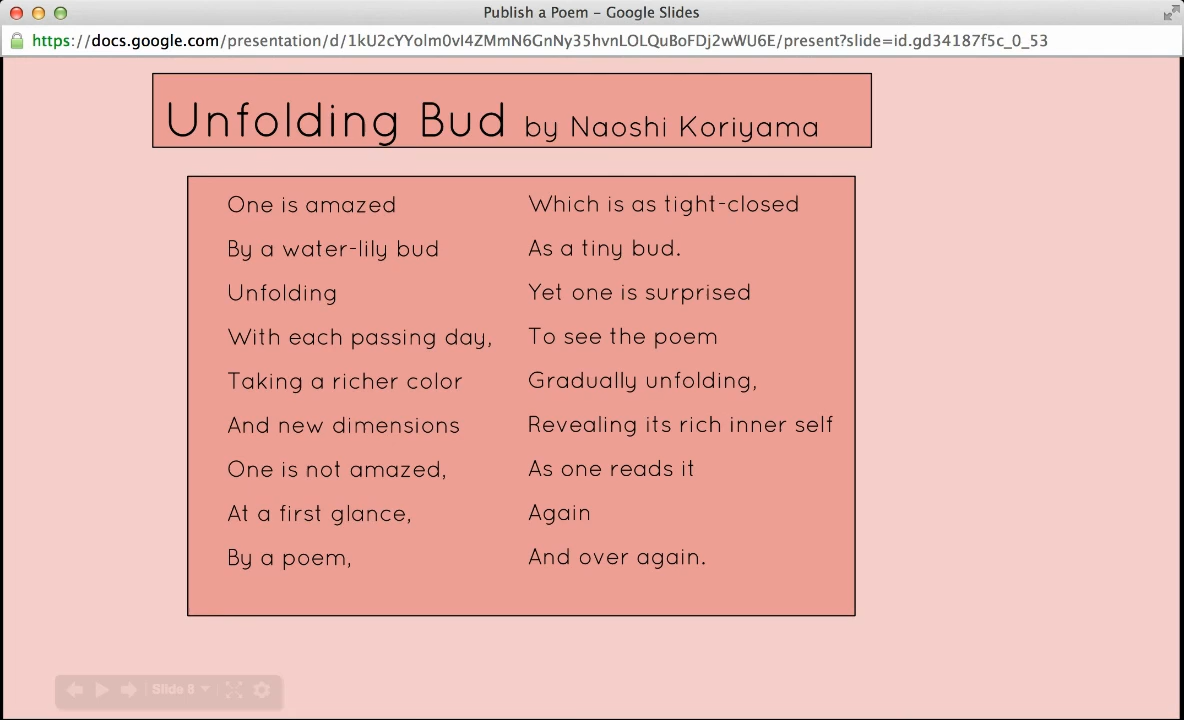 Publish a Poem – Google Slides
https://docs.google.com/presentation/d/1kU2cYYolm0vl4ZMmN6GnNy35hvnLOLQuBoFDj2wWU6E/present?slide=id.gd34187f5c_0_53
Unfolding Bud by Naoshi Koriyama
One is amazed
By a water-lily bud
Unfolding
With each passing day,
Taking a richer color
And new dimensions
One is not amazed,
At a first glance,
By a poem,
Which is as tight-closed
As a tiny bud.
Yet one is surprised
To see the poem
Gradually unfolding,
Revealing its rich inner self
As one reads it
Again
And over again.
Slide 8